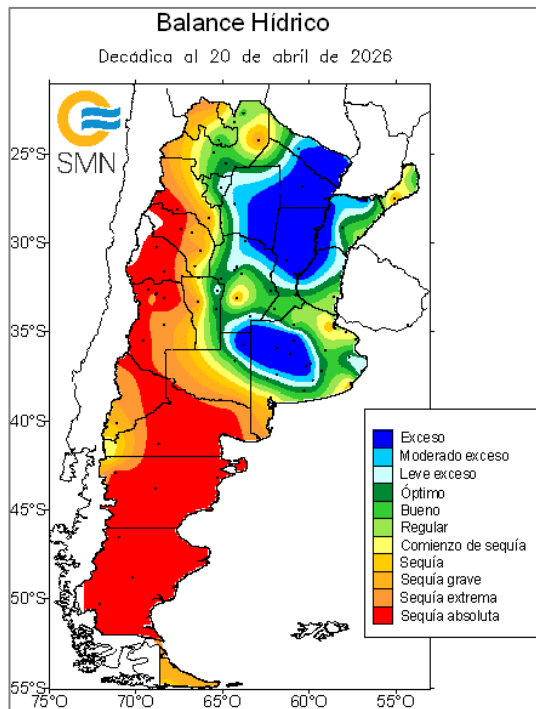 Balance Hídrico
Decádica al 20 de abril de 2026
SMN
25°S
30°S
35°S
40°S
45°S
50°S
55°S
75°O
70°O
65°O
60°O
55°O
Exceso
Moderado exceso
Leve exceso
Óptimo
Bueno
Regular
Comienzo de sequía
Sequía
Sequía grave
Sequía extrema
Sequía absoluta